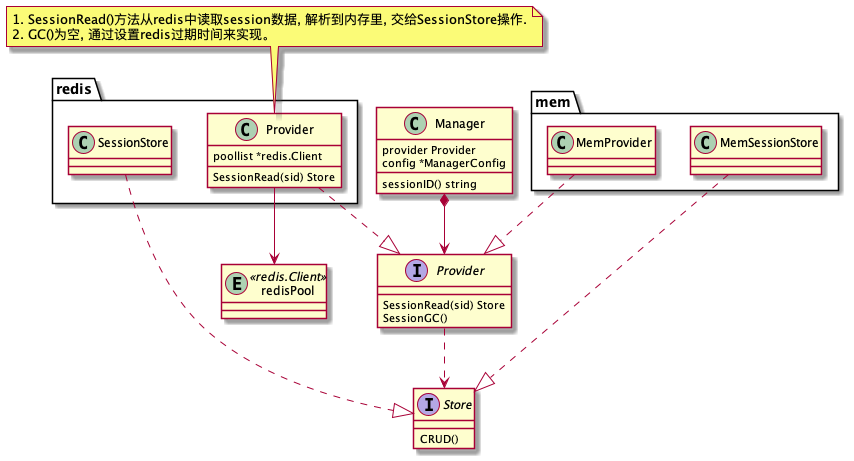 1. SessionRead()方法从redis中读取session数据, 解析到内存里, 交给SessionStore操作.
2. GC()为空, 通过设置redis过期时间来实现。
redis
C SessionStore
C Provider
poollist *redis.Client
SessionRead(sid) Store
C Manager
provider Provider
config *ManagerConfig
sessionID() string
mem
C MemProvider
C MemSessionStore
E «redis.Client»
redisPool
I Provider
SessionRead(sid) Store
SessionGC()
I Store
CRUD()